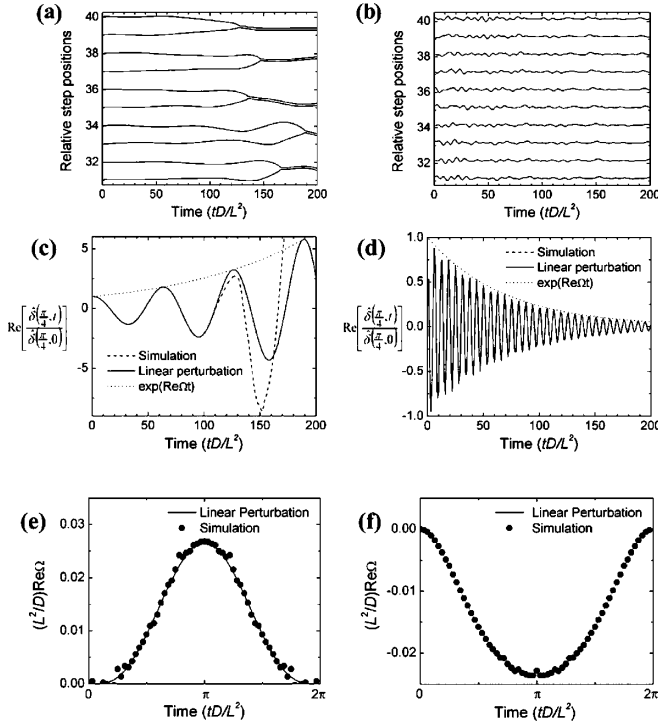 (a)
Relative step positions
40
38
36
34
32
0 50 100 150 200
Time (tD/L²)
(b)
Relative step positions
40
38
36
34
32
0 50 100 150 200
Time (tD/L²)
(c)
Re[δ̂(π/4,t)/δ̂(π/4,0)]
5
0
-5
Simulation
Linear perturbation
exp(ReΩt)
0 50 100 150 200
Time (tD/L²)
(d)
Re[δ̂(π/4,t)/δ̂(π/4,0)]
1.0
0.5
0.0
-0.5
-1.0
Simulation
Linear perturbation
exp(ReΩt)
0 50 100 150 200
Time (tD/L²)
(e)
(L²/D)ReΩ
0.03
0.02
0.01
0.00
Linear Perturbation
Simulation
0 π 2π
Time (tD/L²)
(f)
(L²/D)ReΩ
0.00
-0.01
-0.02
Linear Perturbation
Simulation
0 π 2π
Time (tD/L²)